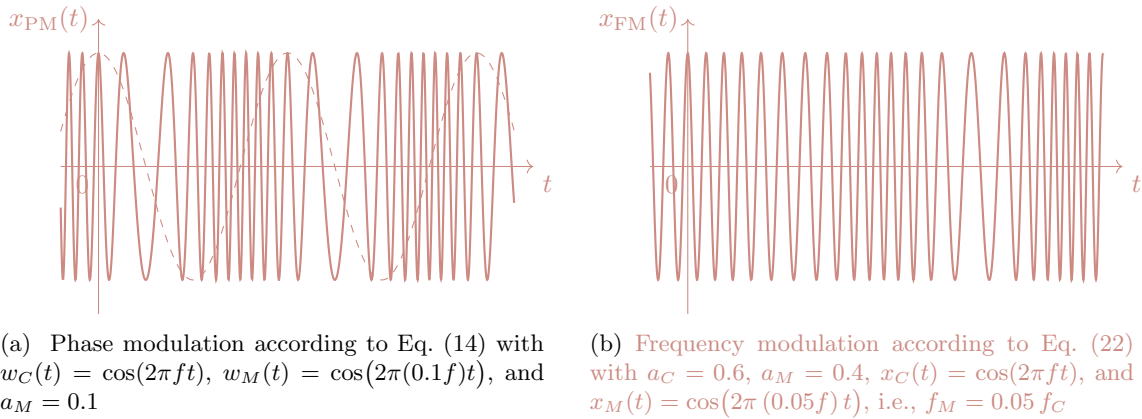 x_PM(t)
0
t
(a) Phase modulation according to Eq. (14) with
w_C(t) = cos(2πft), w_M(t) = cos(2π(0.1f)t), and
a_M = 0.1
x_FM(t)
0
t
(b) Frequency modulation according to Eq. (22)
with a_C = 0.6, a_M = 0.4, x_C(t) = cos(2πft), and
x_M(t) = cos(2π (0.05f) t), i.e., f_M = 0.05 f_C